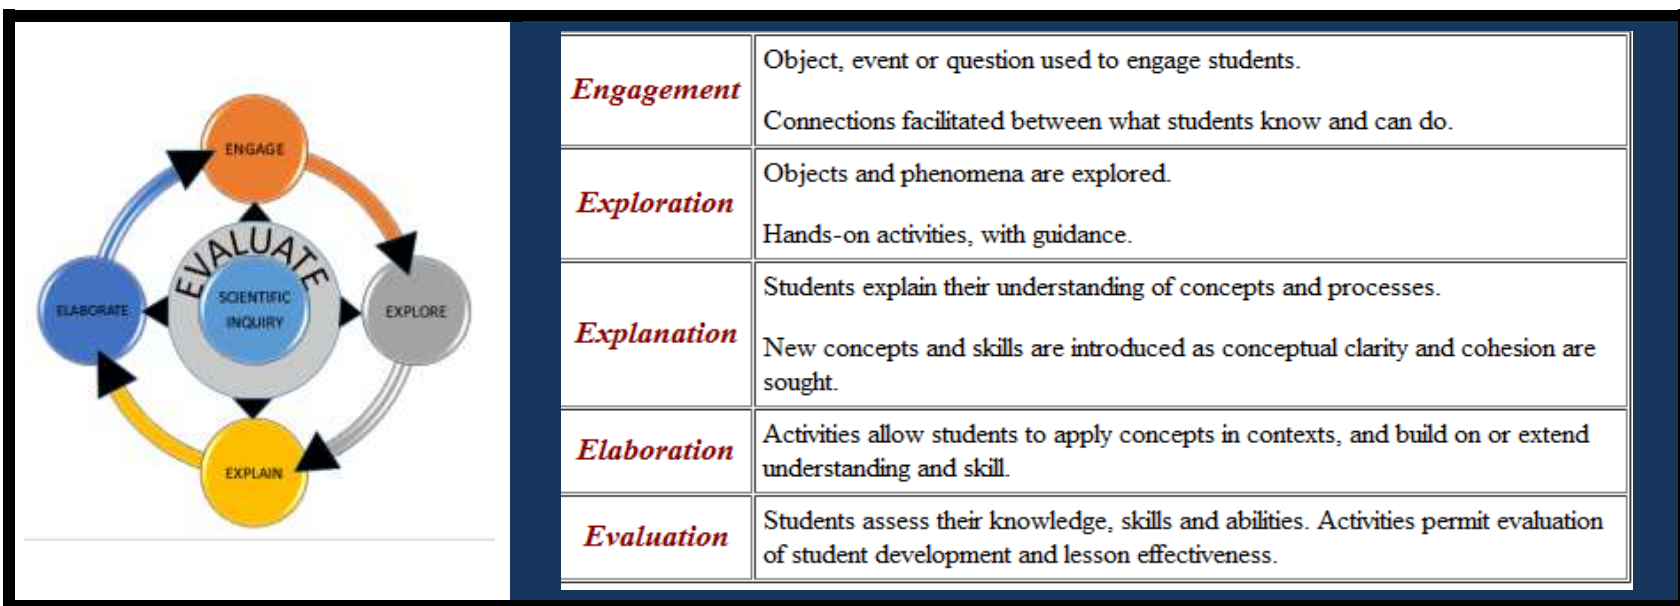 ENGAGE
EVALUATE
SCIENTIFIC
INQUIRY
ELABORATE
EXPLORE
EXPLAIN
Engagement
Object, event or question used to engage students.
Connections facilitated between what students know and can do.
Exploration
Objects and phenomena are explored.
Hands-on activities, with guidance.
Explanation
Students explain their understanding of concepts and processes.
New concepts and skills are introduced as conceptual clarity and cohesion are
sought.
Elaboration
Activities allow students to apply concepts in contexts, and build on or extend
understanding and skill.
Evaluation
Students assess their knowledge, skills and abilities. Activities permit evaluation
of student development and lesson effectiveness.